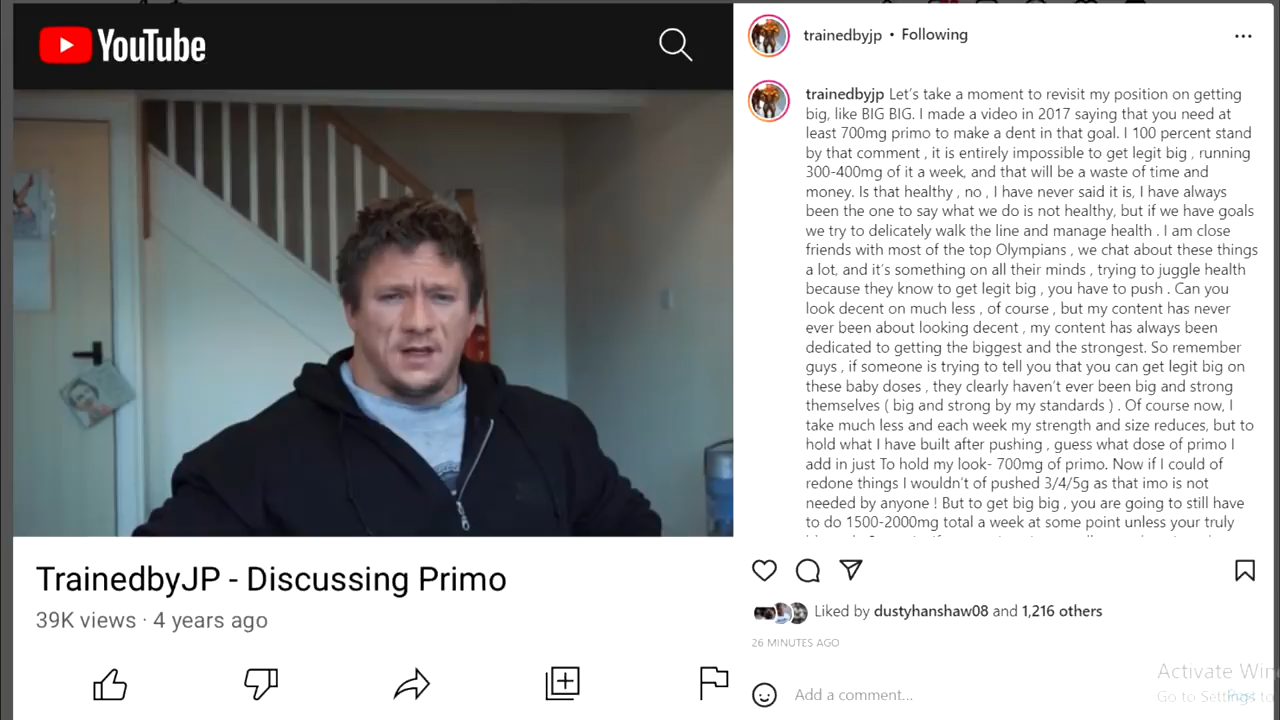 YouTube
TrainedbyJP - Discussing Primo
39K views · 4 years ago
trainedbyjp • Following
trainedbyjp Let's take a moment to revisit my position on getting
big, like BIG BIG. I made a video in 2017 saying that you need at
least 700mg primo to make a dent in that goal. I 100 percent stand
by that comment , it is entirely impossible to get legit big , running
300-400mg of it a week, and that will be a waste of time and
money. Is that healthy , no , I have never said it is, I have always
been the one to say what we do is not healthy, but if we have goals
we try to delicately walk the line and manage health . I am close
friends with most of the top Olympians , we chat about these things
a lot, and it's something on all their minds , trying to juggle health
because they know to get legit big , you have to push . Can you
look decent on much less , of course , but my content has never
ever been about looking decent , my content has always been
dedicated to getting the biggest and the strongest. So remember
guys , if someone is trying to tell you that you can get legit big on
these baby doses , they clearly haven't ever been big and strong
themselves ( big and strong by my standards ) . Of course now, I
take much less and each week my strength and size reduces, but to
hold what I have built after pushing , guess what dose of primo I
add in just To hold my look- 700mg of primo. Now if I could of
redone things I wouldn't of pushed 3/4/5g as that imo is not
needed by anyone ! But to get big big , you are going to still have
to do 1500-2000mg total a week at some point unless your truly
Liked by dustyhanshaw08 and 1,216 others
26 MINUTES AGO
Add a comment...
Activate Win
Go to Settings to
Post